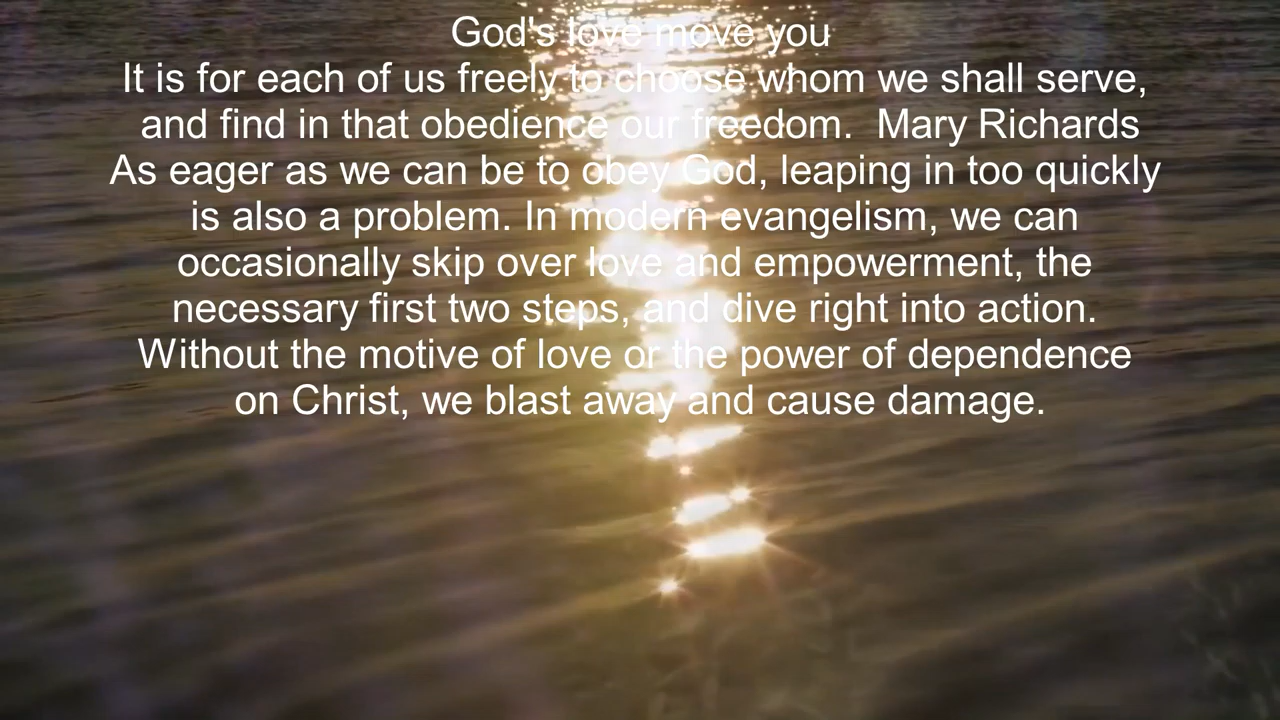 God's love move you
It is for each of us freely to choose whom we shall serve,
and find in that obedience our freedom.  Mary Richards
As eager as we can be to obey God, leaping in too quickly
is also a problem. In modern evangelism, we can
occasionally skip over love and empowerment, the
necessary first two steps, and dive right into action.
Without the motive of love or the power of dependence
on Christ, we blast away and cause damage.